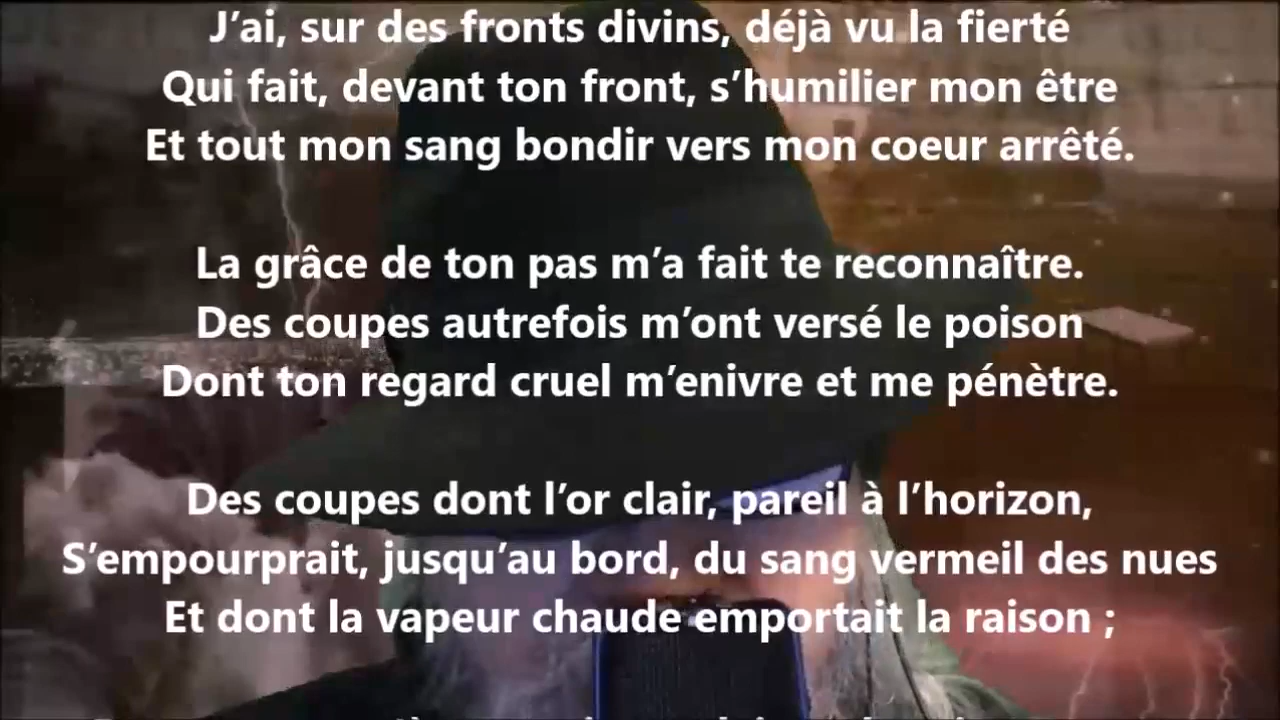 J’ai, sur des fronts divins, déjà vu la fierté
Qui fait, devant ton front, s’humilier mon être
Et tout mon sang bondir vers mon coeur arrêté.
La grâce de ton pas m’a fait te reconnaître.
Des coupes autrefois m’ont versé le poison
Dont ton regard cruel m’enivre et me pénètre.
Des coupes dont l’or clair, pareil à l’horizon,
S’empourprait, jusqu’au bord, du sang vermeil des nues
Et dont la vapeur chaude emportait la raison ;